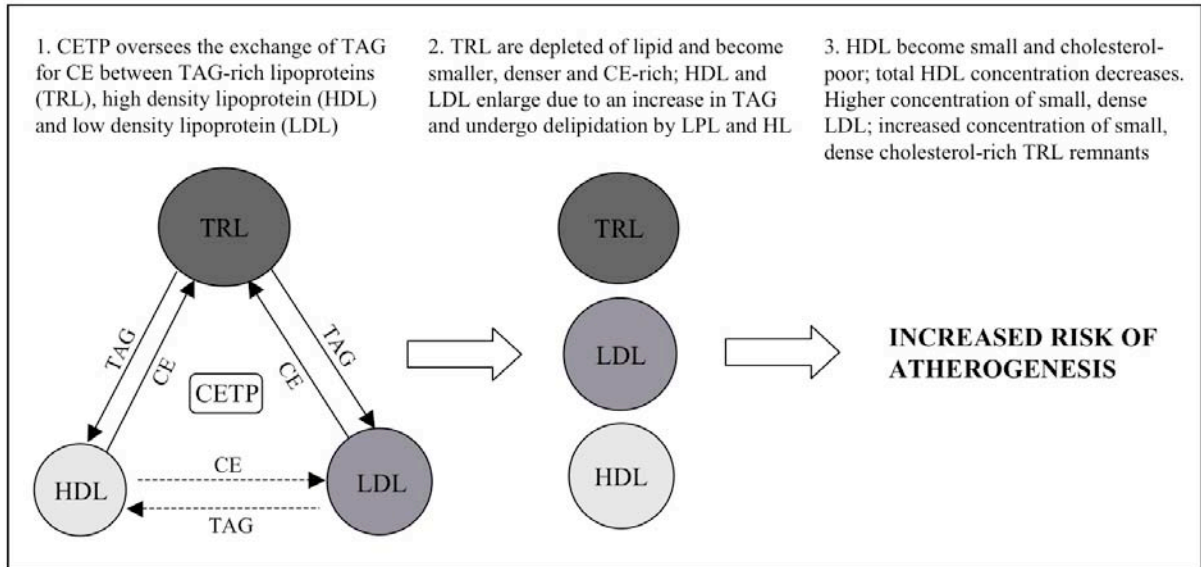 1. CETP oversees the exchange of TAG
for CE between TAG-rich lipoproteins
(TRL), high density lipoprotein (HDL)
and low density lipoprotein (LDL)
2. TRL are depleted of lipid and become
smaller, denser and CE-rich; HDL and
LDL enlarge due to an increase in TAG
and undergo delipidation by LPL and HL
3. HDL become small and cholesterol-
poor; total HDL concentration decreases.
Higher concentration of small, dense
LDL; increased concentration of small,
dense cholesterol-rich TRL remnants
TRL
TAG
CE
TAG
CE
CETP
HDL
CE
TAG
LDL
TRL
LDL
HDL
INCREASED RISK OF
ATHEROGENESIS